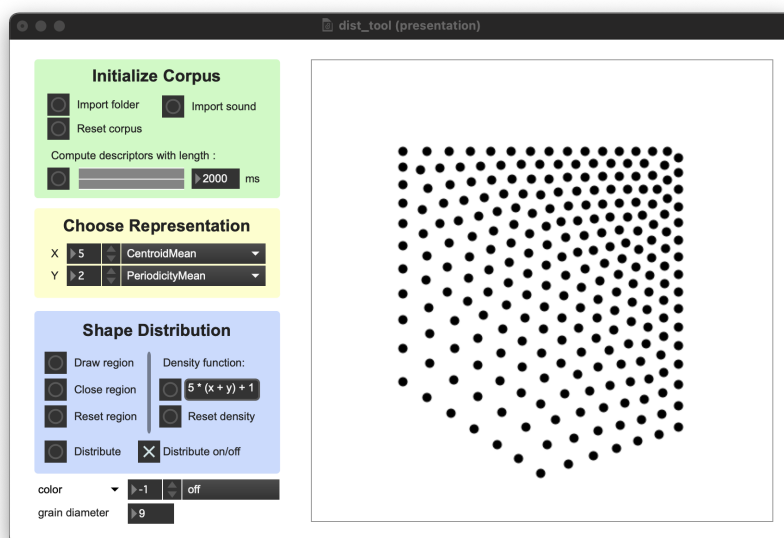 dist_tool (presentation)
Initialize Corpus
Import folder
Import sound
Reset corpus
Compute descriptors with length :
2000 ms
Choose Representation
X 5 CentroidMean
Y 2 PeriodicityMean
Shape Distribution
Draw region
Density function:
Close region
5 * (x + y) + 1
Reset region
Reset density
Distribute
Distribute on/off
color -1 off
grain diameter 9